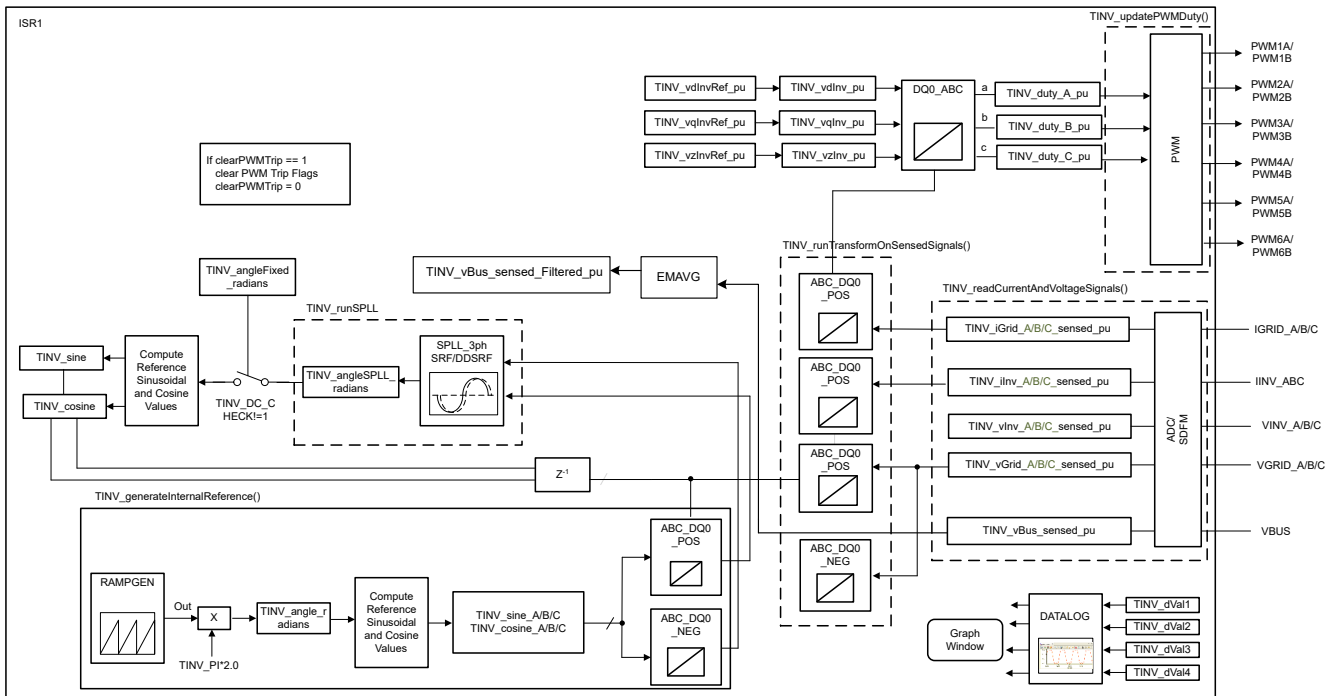 ISR1
TINV_updatePWMDuty()
TINV_vdInvRef_pu
TINV_vdInv_pu
TINV_vqInvRef_pu
TINV_vqInv_pu
TINV_vzInvRef_pu
TINV_vzInv_pu
DQ0_ABC
a
b
c
TINV_duty_A_pu
TINV_duty_B_pu
TINV_duty_C_pu
PWM
PWM1A/
PWM1B
PWM2A/
PWM2B
PWM3A/
PWM3B
PWM4A/
PWM4B
PWM5A/
PWM5B
PWM6A/
PWM6B
If clearPWMTrip == 1
clear PWM Trip Flags
clearPWMTrip = 0
TINV_runTransformOnSensedSignals()
TINV_angleFixed
_radians
TINV_vBus_sensed_Filtered_pu
EMAVG
ABC_DQ0
_POS
ABC_DQ0
_POS
ABC_DQ0
_POS
ABC_DQ0
_NEG
TINV_readCurrentAndVoltageSignals()
TINV_iGrid_A/B/C_sensed_pu
TINV_iInv_A/B/C_sensed_pu
TINV_vInv_A/B/C_sensed_pu
TINV_vGrid_A/B/C_sensed_pu
TINV_vBus_sensed_pu
ADC/
SDFM
IGRID_A/B/C
IINV_ABC
VINV_A/B/C
VGRID_A/B/C
VBUS
TINV_runSPLL
SPLL_3ph
SRF/DDSRF
TINV_angleSPLL_
radians
TINV_DC_C
HECK!=1
Compute
Reference
Sinusoidal
and Cosine
Values
TINV_sine
TINV_cosine
Z-1
TINV_generateInternalReference()
RAMPGEN
Out
X
TINV_PI*2.0
TINV_angle_r
adians
Compute
Reference
Sinusoidal
and Cosine
Values
TINV_sine_A/B/C
TINV_cosine_A/B/C
ABC_DQ0
_POS
ABC_DQ0
_NEG
Graph
Window
DATALOG
TINV_dVal1
TINV_dVal2
TINV_dVal3
TINV_dVal4